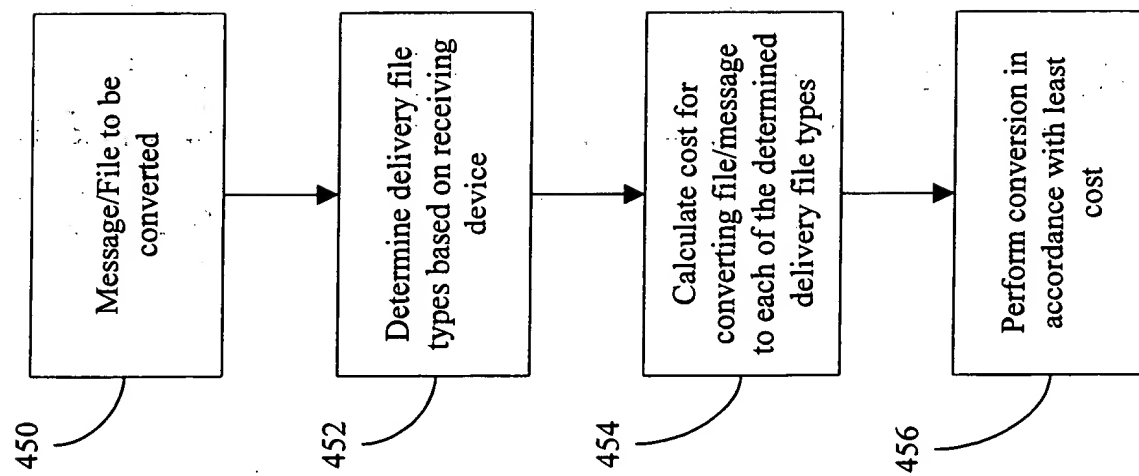 450
Message/File to be
converted
452
Determine delivery file
types based on receiving
device
454
Calculate cost for
converting file/message
to each of the determined
delivery file types
456
Perform conversion in
accordance with least
cost